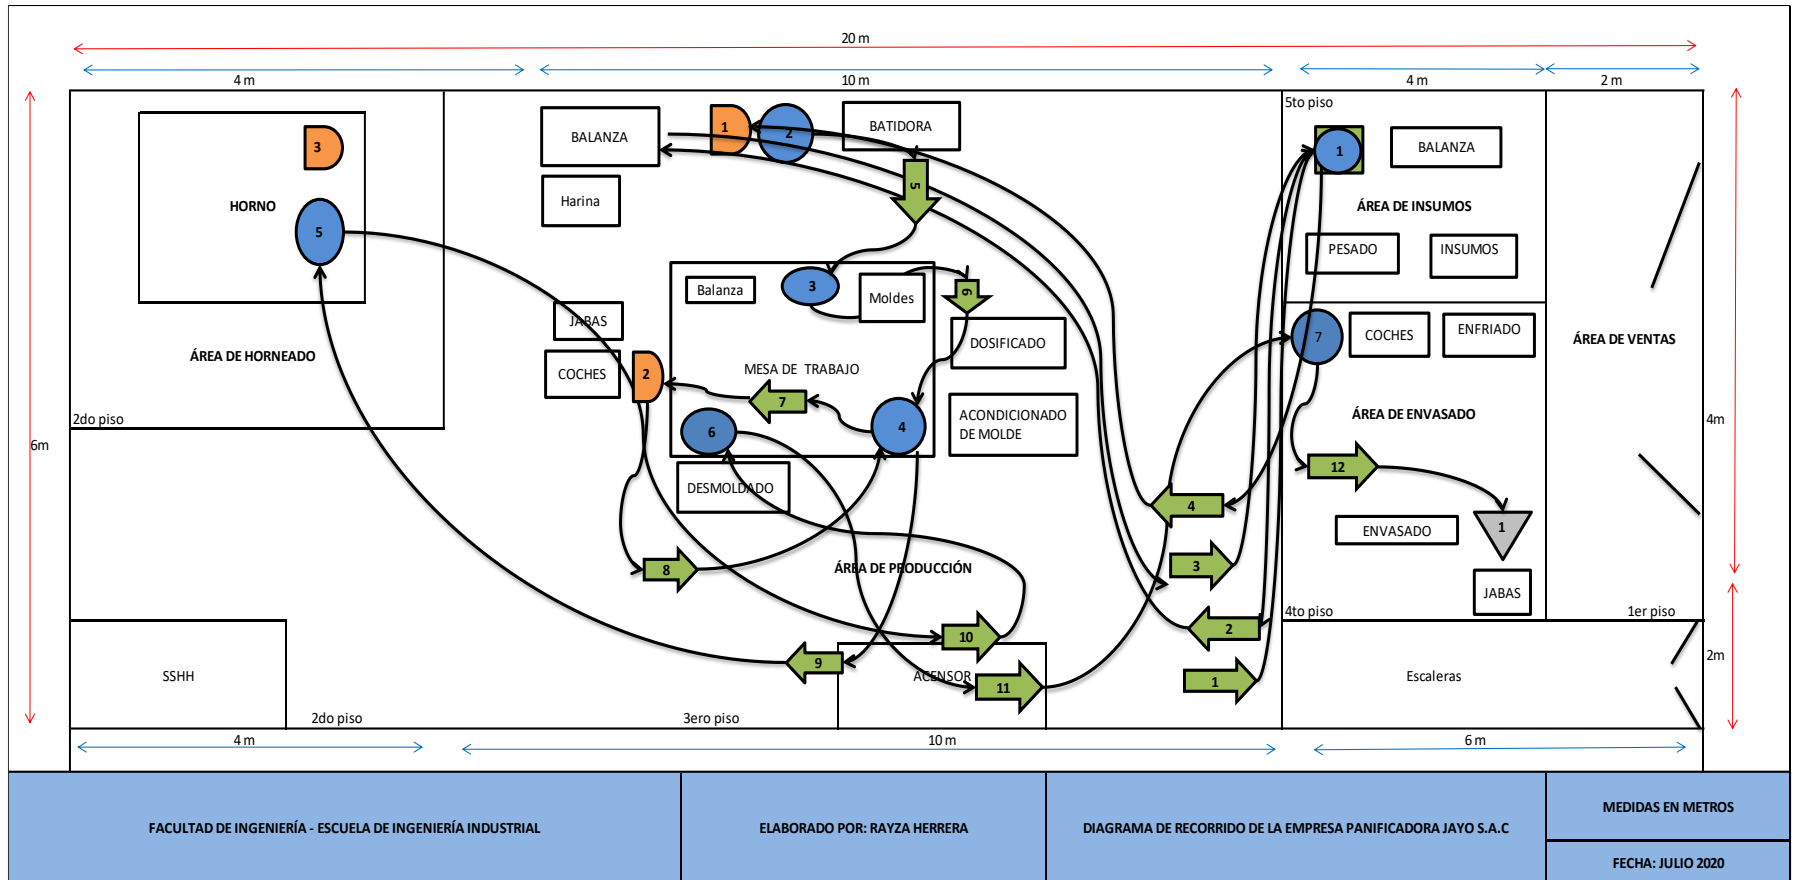 20 m
4 m
10 m
4 m
2 m
5to piso
BALANZA
1
2
BATIDORA
3
1
BALANZA
5
Harina
HORNO
ÁREA DE INSUMOS
5
PESADO
INSUMOS
Balanza
3
Moldes
6
JABAS
DOSIFICADO
7
COCHES
ENFRIADO
ÁREA DE VENTAS
ÁREA DE HORNEADO
COCHES
2
MESA DE TRABAJO
7
ACONDICIONADO
DE MOLDE
ÁREA DE ENVASADO
2do piso
6
4
4m
6m
12
DESMOLDADO
4
ENVASADO
1
8
ÁREA DE PRODUCCIÓN
3
JABAS
4to piso
1er piso
2
10
9
SSHH
ACENSOR
11
1
Escaleras
2m
2do piso
3ero piso
4 m
10 m
6 m
FACULTAD DE INGENIERÍA - ESCUELA DE INGENIERÍA INDUSTRIAL
ELABORADO POR: RAYZA HERRERA
DIAGRAMA DE RECORRIDO DE LA EMPRESA PANIFICADORA JAYO S.A.C
MEDIDAS EN METROS
FECHA: JULIO 2020